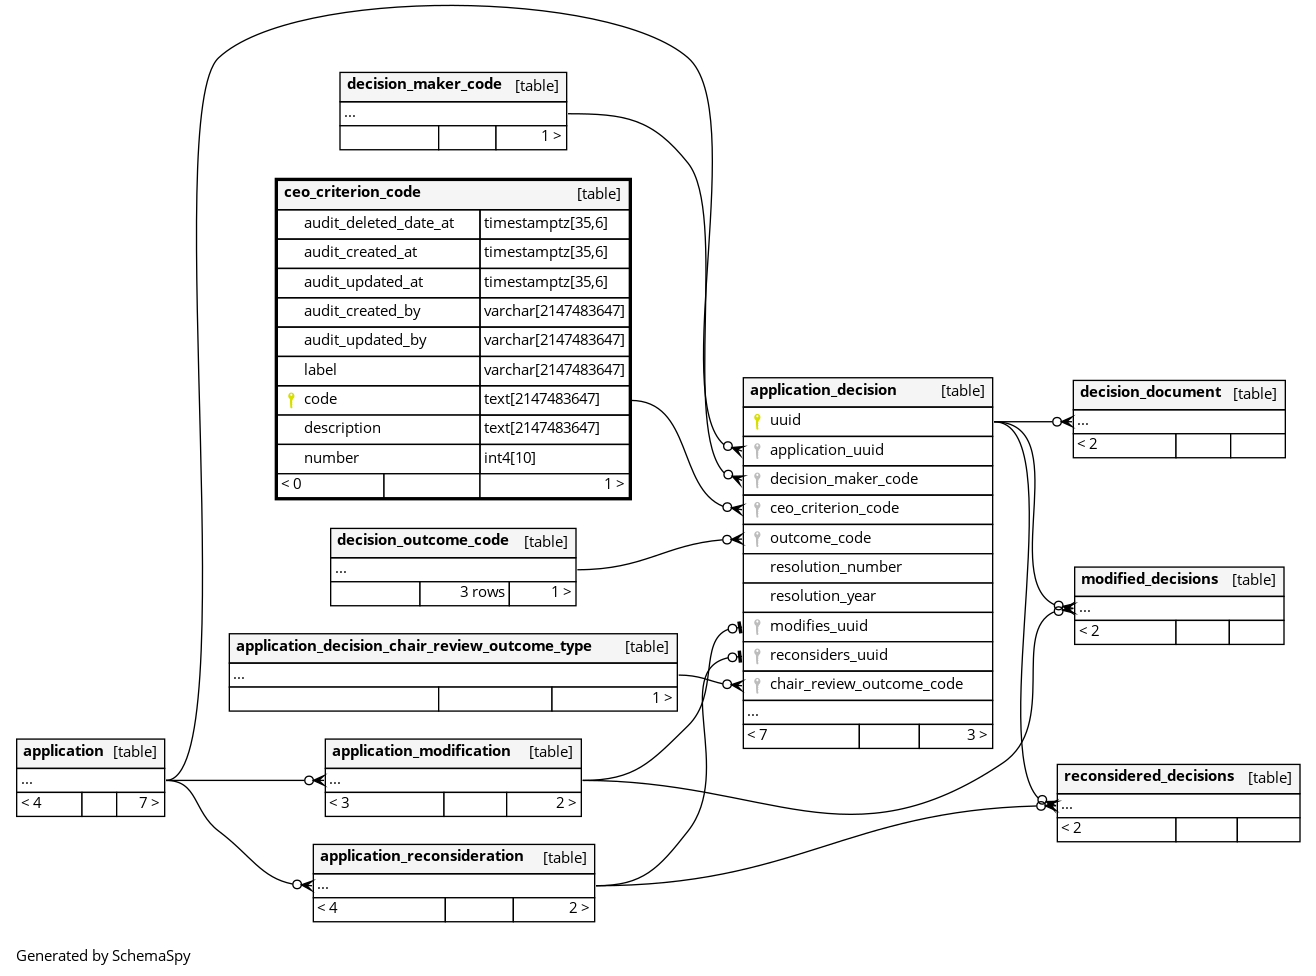 decision_maker_code [table]
...
1 >
ceo_criterion_code [table]
audit_deleted_date_at timestamptz[35,6]
audit_created_at timestamptz[35,6]
audit_updated_at timestamptz[35,6]
audit_created_by varchar[2147483647]
audit_updated_by varchar[2147483647]
label varchar[2147483647]
code text[2147483647]
description text[2147483647]
number int4[10]
< 0 1 >
decision_outcome_code [table]
...
3 rows 1 >
application_decision_chair_review_outcome_type [table]
...
1 >
application [table]
...
< 4 7 >
application_modification [table]
...
< 3 2 >
application_reconsideration [table]
...
< 4 2 >
application_decision [table]
uuid
application_uuid
decision_maker_code
ceo_criterion_code
outcome_code
resolution_number
resolution_year
modifies_uuid
reconsiders_uuid
chair_review_outcome_code
...
< 7 3 >
decision_document [table]
...
< 2
modified_decisions [table]
...
< 2
reconsidered_decisions [table]
...
< 2
Generated by SchemaSpy